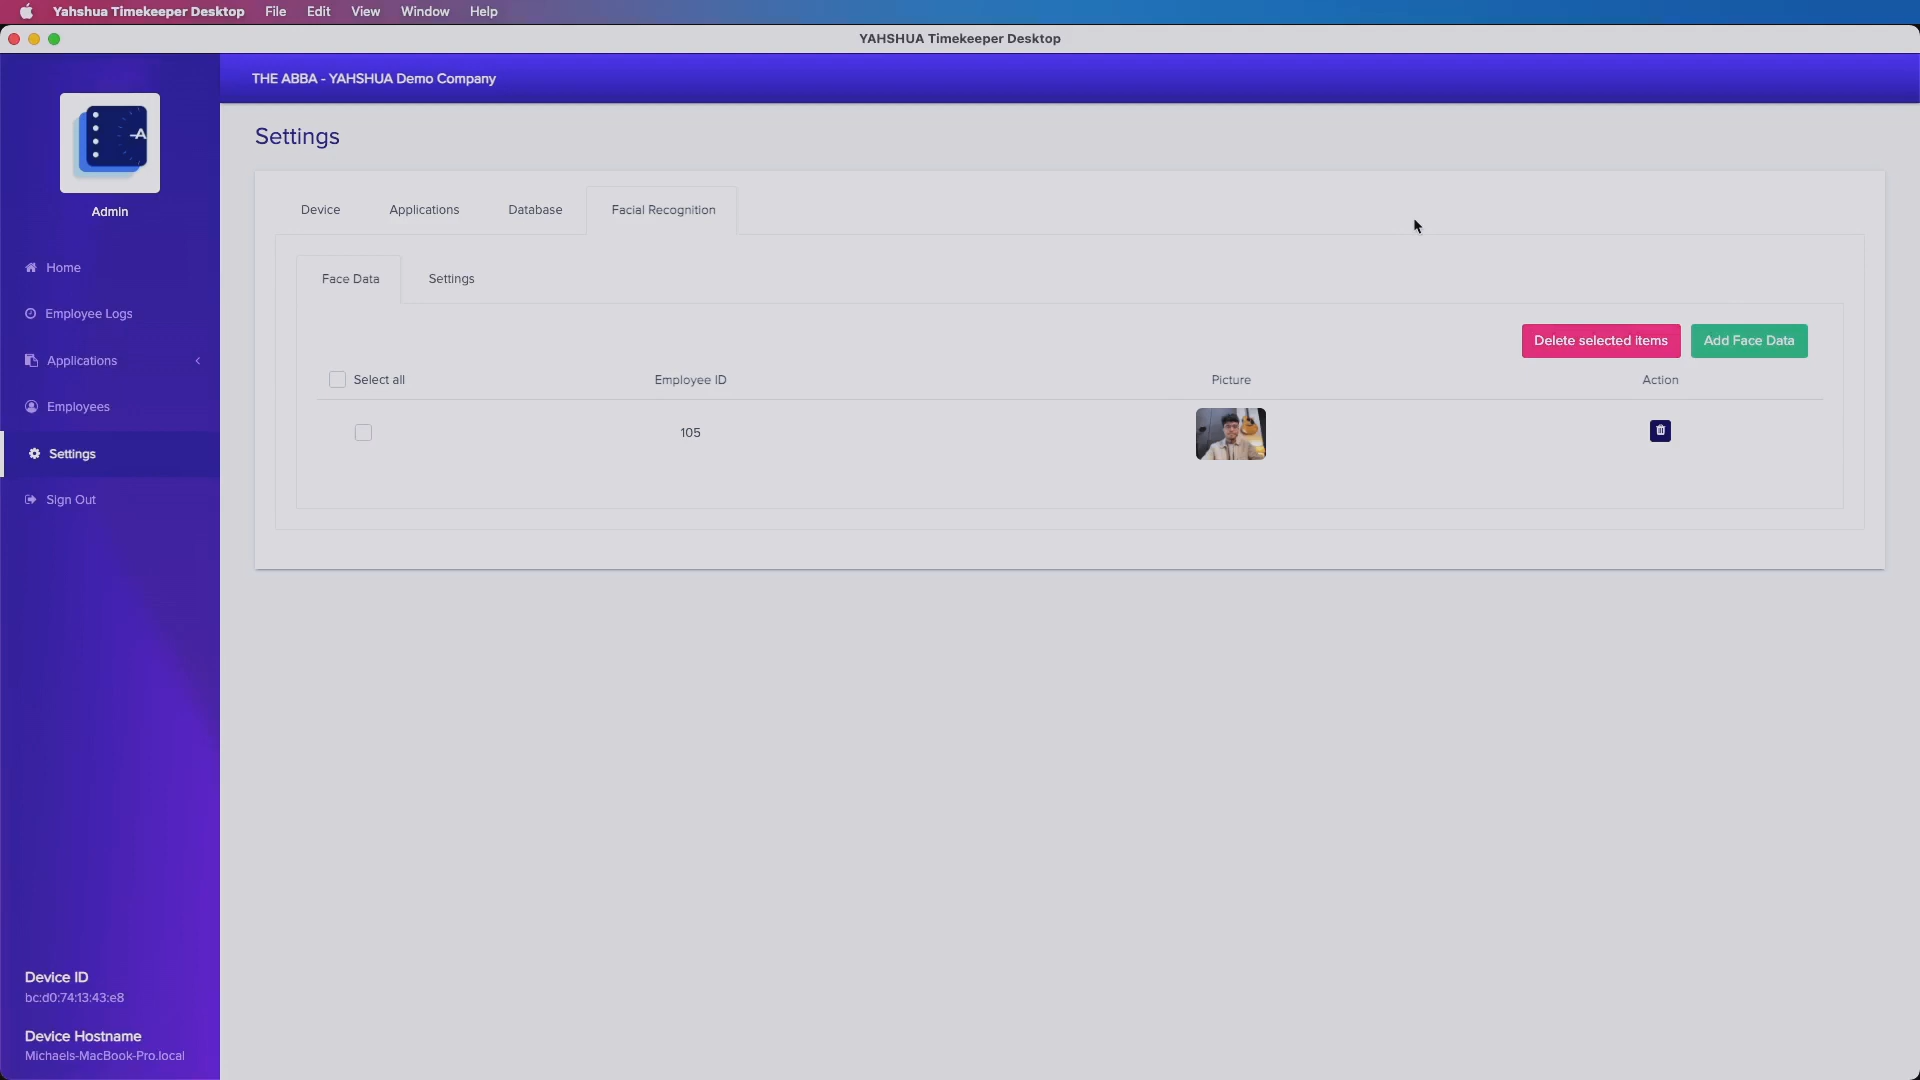 Yahshua Timekeeper Desktop File Edit View Window Help
YAHSHUA Timekeeper Desktop
THE ABBA - YAHSHUA Demo Company
-A
Admin
Home
Employee Logs
Applications
Employees
Settings
Sign Out
Device ID
bc:d0:74:13:43:e8
Device Hostname
Michaels-MacBook-Pro.local
Settings
Device Applications Database Facial Recognition
Face Data Settings
Delete selected items Add Face Data
Select all Employee ID Picture Action
105